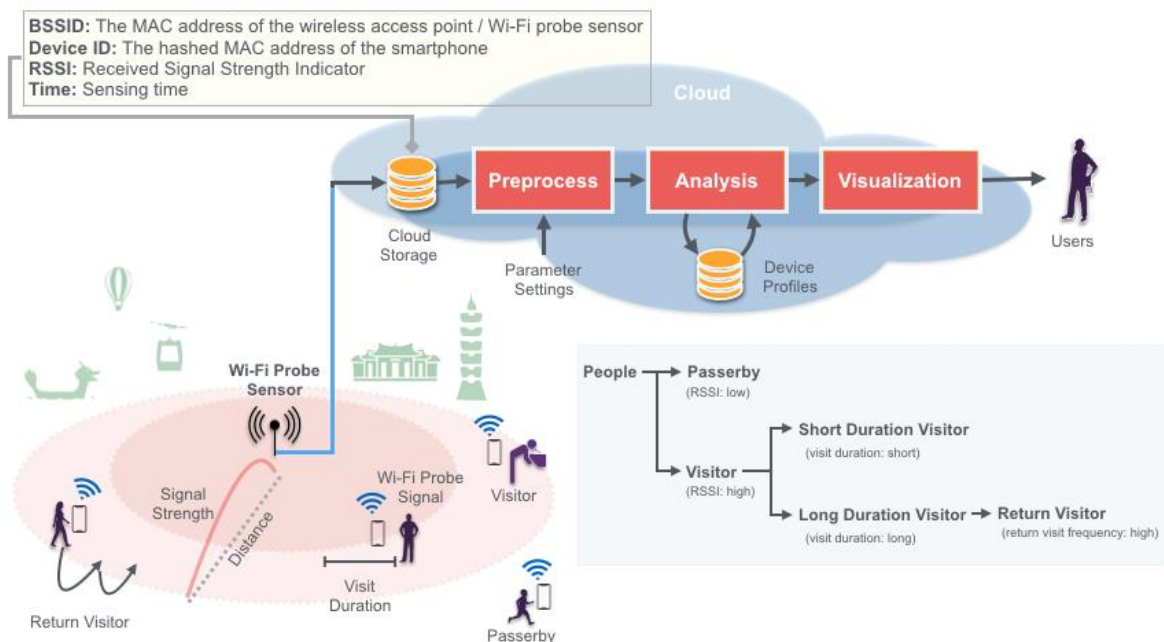 BSSID: The MAC address of the wireless access point / Wi-Fi probe sensor
Device ID: The hashed MAC address of the smartphone
RSSI: Received Signal Strength Indicator
Time: Sensing time
Cloud
Preprocess
Analysis
Visualization
Cloud
Storage
Parameter
Settings
Device
Profiles
Users
Wi-Fi Probe
Sensor
Wi-Fi Probe
Signal
Visitor
Signal
Strength
Distance
Visit
Duration
Return Visitor
Passerby
People
Passerby
(RSSI: low)
Short Duration Visitor
(visit duration: short)
Visitor
(RSSI: high)
Long Duration Visitor
(visit duration: long)
Return Visitor
(return visit frequency: high)